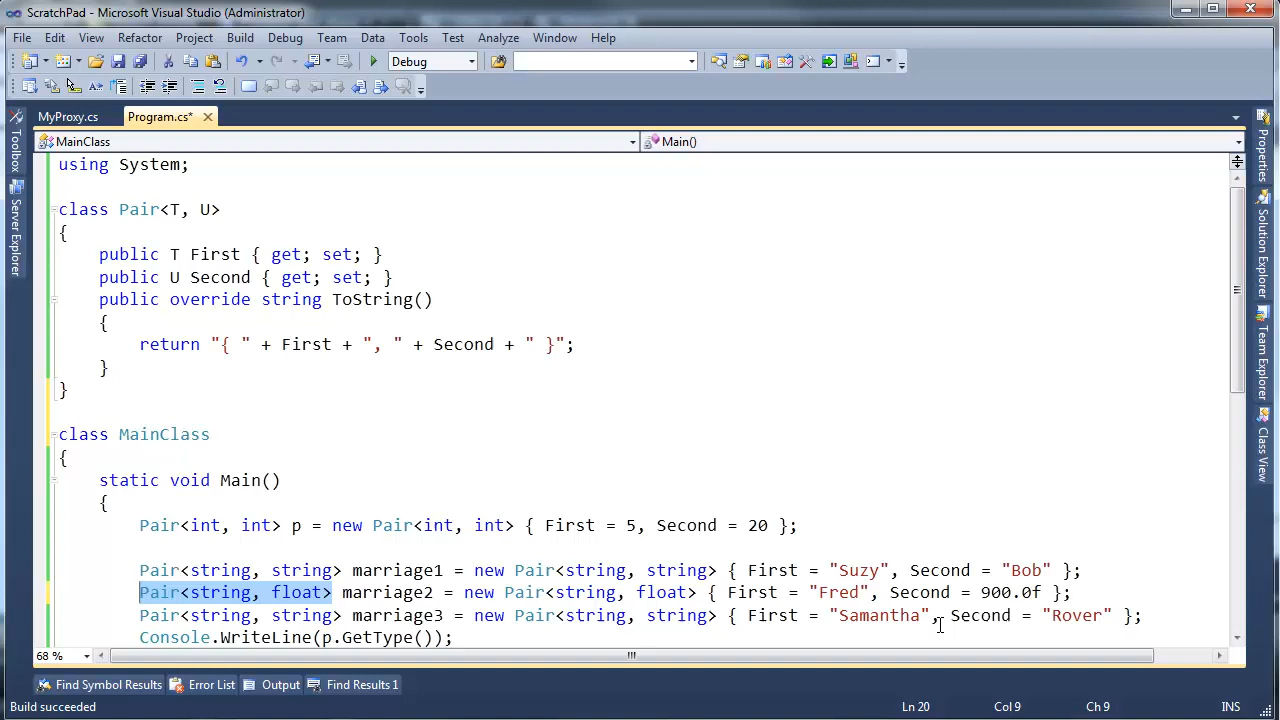 ScratchPad - Microsoft Visual Studio (Administrator)
File Edit View Refactor Project Build Debug Team Data Tools Test Analyze Window Help
Debug
MyProxy.cs Program.cs*
MainClass Main()
using System;
class Pair<T, U>
{
public T First { get; set; }
public U Second { get; set; }
public override string ToString()
{
return "{ " + First + ", " + Second + " }";
}
}
class MainClass
{
static void Main()
{
Pair<int, int> p = new Pair<int, int> { First = 5, Second = 20 };
Pair<string, string> marriage1 = new Pair<string, string> { First = "Suzy", Second = "Bob" };
Pair<string, float> marriage2 = new Pair<string, float> { First = "Fred", Second = 900.0f };
Pair<string, string> marriage3 = new Pair<string, string> { First = "Samantha", Second = "Rover" };
Console.WriteLine(p.GetType());
68 %
Find Symbol Results Error List Output Find Results 1
Build succeeded Ln 20 Col 9 Ch 9 INS
Toolbox
Server Explorer
Properties
Solution Explorer
Team Explorer
Class View